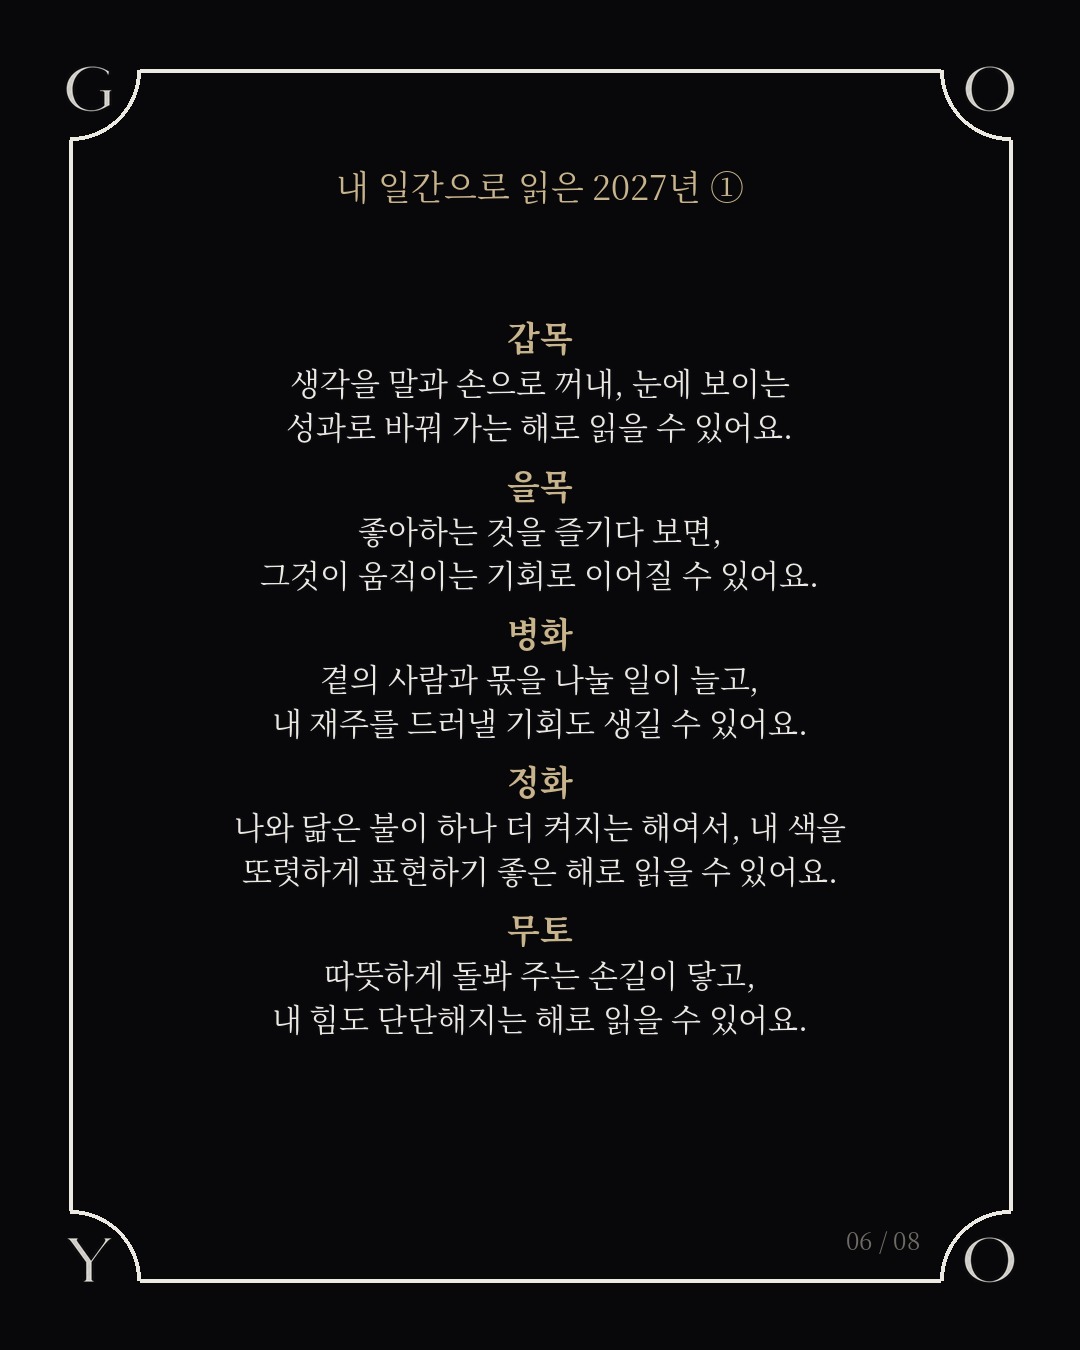 G
O
내 일간으로 읽은 2027년 ①
갑목
생각을 말과 손으로 꺼내, 눈에 보이는
성과로 바꿔 가는 해로 읽을 수 있어요.
을목
좋아하는 것을 즐기다 보면,
그것이 움직이는 기회로 이어질 수 있어요.
병화
곁의 사람과 몫을 나눌 일이 늘고,
내 재주를 드러낼 기회도 생길 수 있어요.
정화
나와 닮은 불이 하나 더 켜지는 해여서, 내 색을
또렷하게 표현하기 좋은 해로 읽을 수 있어요.
무토
따뜻하게 돌봐 주는 손길이 닿고,
내 힘도 단단해지는 해로 읽을 수 있어요.
06 / 08
Y
O